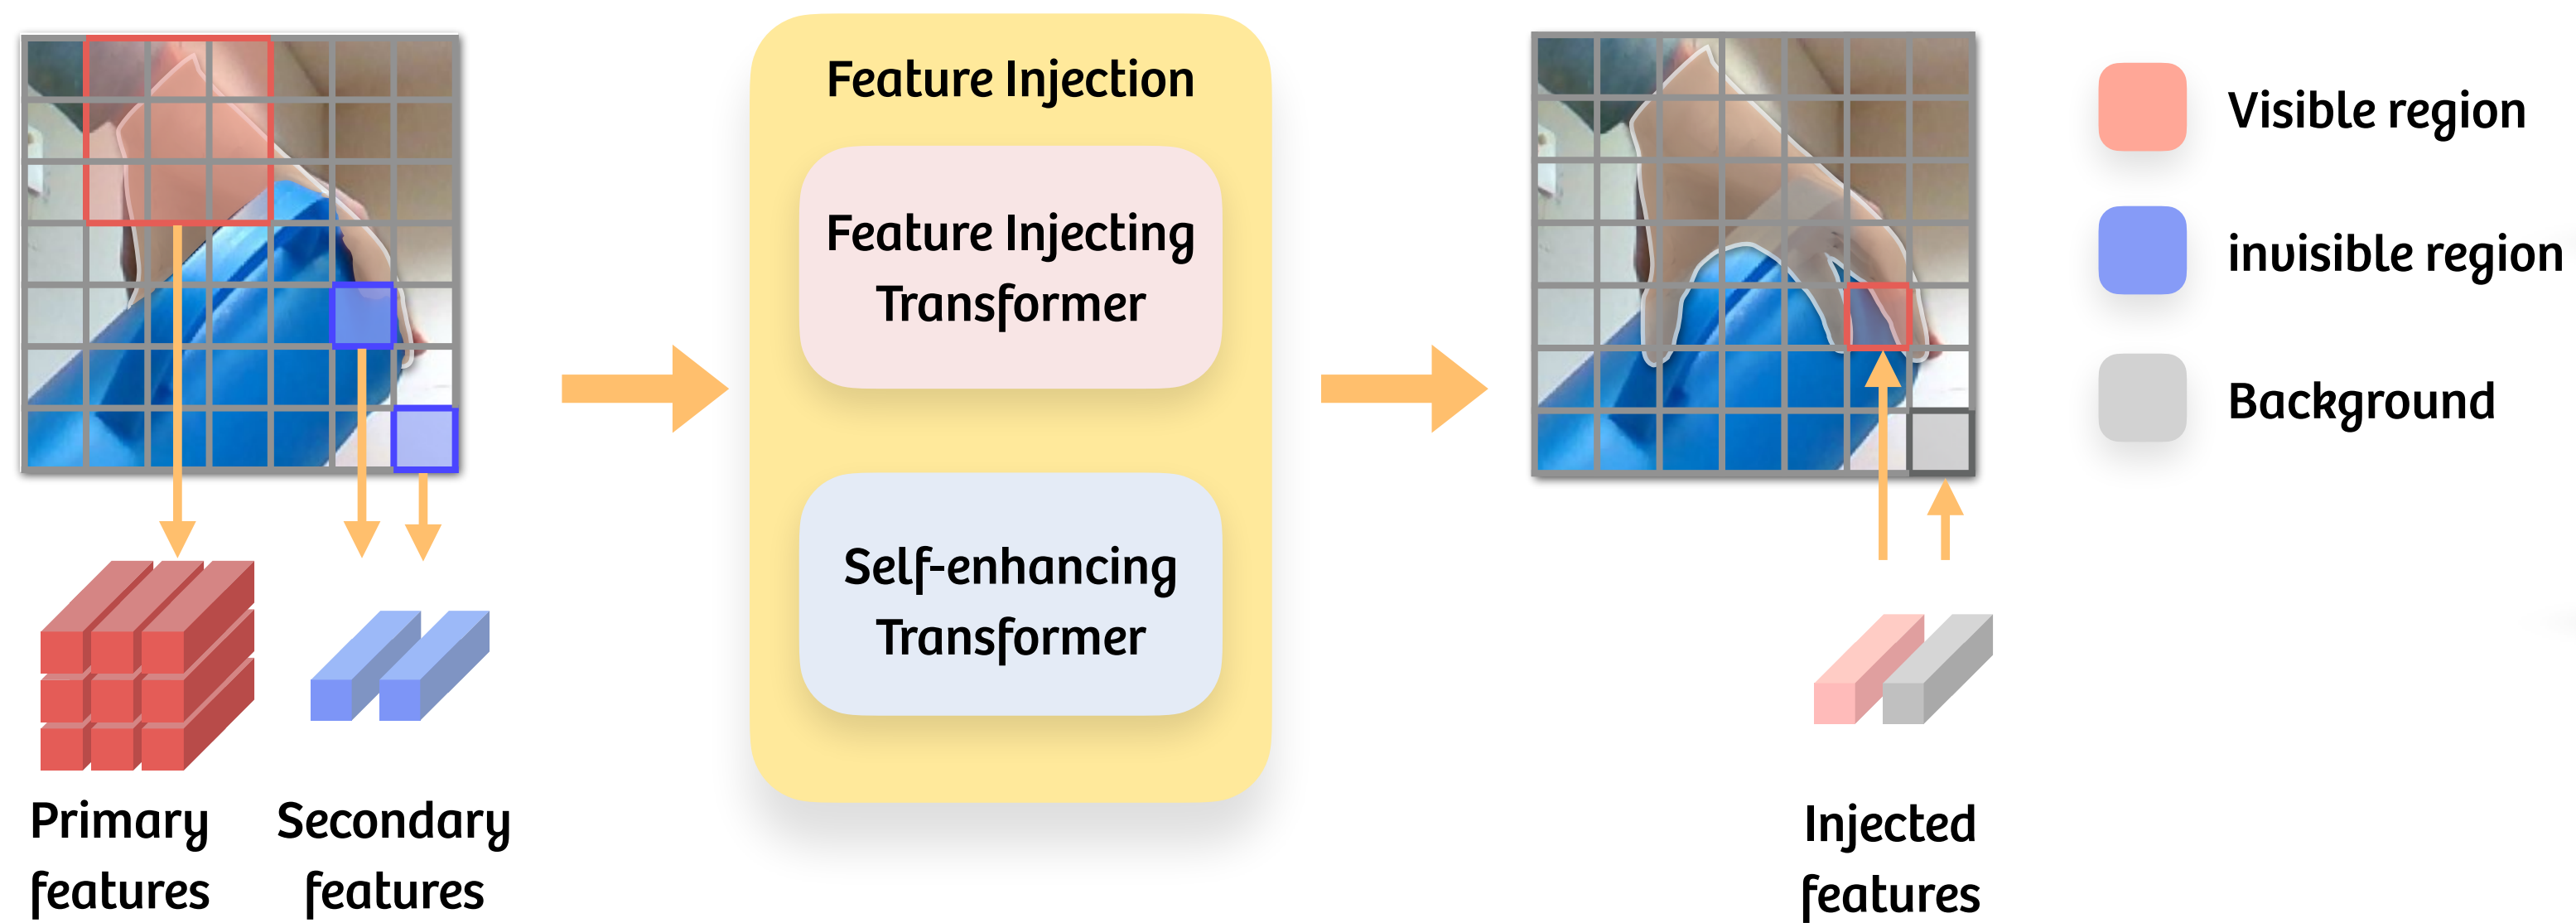 Feature Injection
Feature Injecting
Transformer
Self-enhancing
Transformer
Visible region
invisible region
Background
Primary
features
Secondary
features
Injected
features